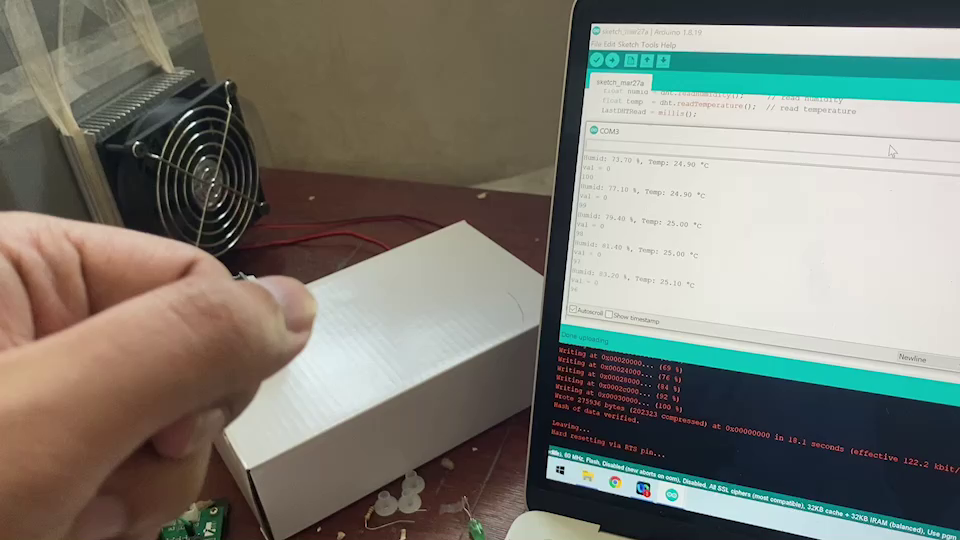 sketch_mar27a | Arduino 1.8.19
File Edit Sketch Tools Help
sketch_mar27a
float humid = dht.readHumidity(); // read humidity
float temp = dht.readTemperature(); // read temperature
lastDHTRead = millis();
COM3
Humid: 73.70 %, Temp: 24.90 °C
val = 0
100
Humid: 77.10 %, Temp: 24.90 °C
val = 0
99
Humid: 79.40 %, Temp: 25.00 °C
val = 0
98
Humid: 81.40 %, Temp: 25.00 °C
val = 0
97
Humid: 83.20 %, Temp: 25.10 °C
val = 0
96
Autoscroll Show timestamp
Newline
Done uploading.
Writing at 0x00020000... (69 %)
Writing at 0x00024000... (76 %)
Writing at 0x00028000... (84 %)
Writing at 0x0002c000... (92 %)
Writing at 0x00030000... (100 %)
Wrote 275936 bytes (202323 compressed) at 0x00000000 in 18.1 seconds (effective 122.2 kbit/
Hash of data verified.
Leaving...
Hard resetting via RTS pin...
60 MHz, Flash, Disabled (new aborts on oom), Disabled, All SSL ciphers (most compatible), 32KB cache + 32KB IRAM (balanced), Use pgm